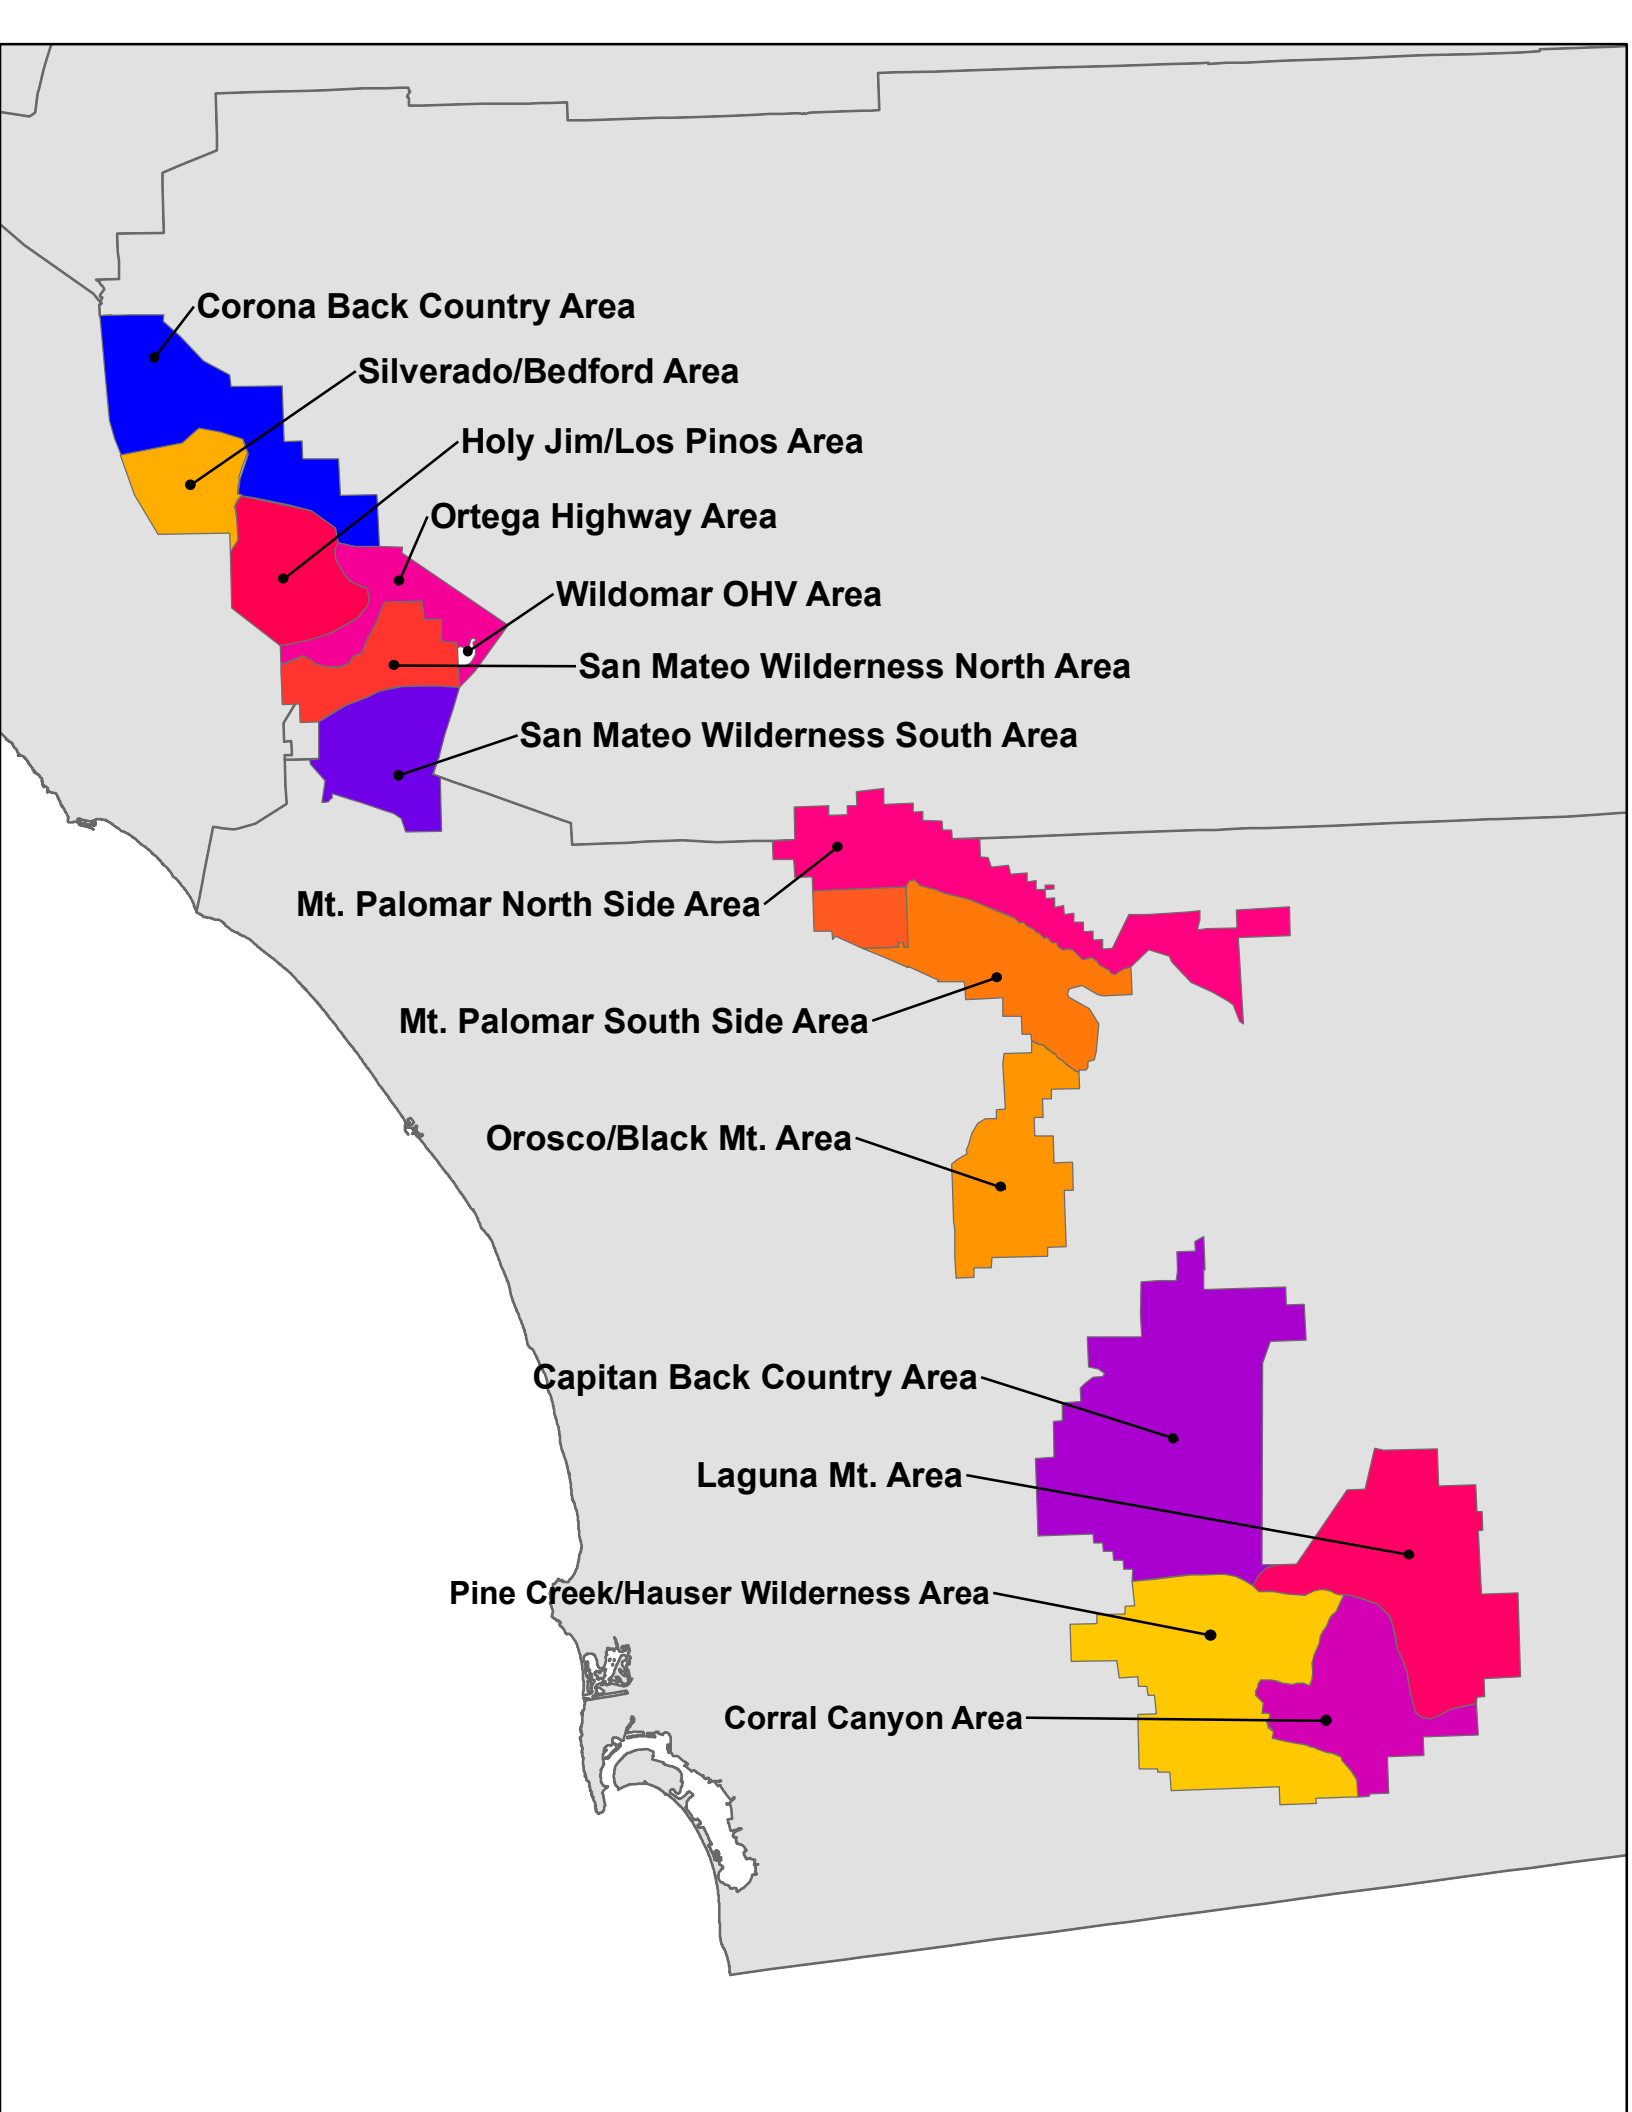 Corona Back Country Area
Silverado/Bedford Area
Holy Jim/Los Pinos Area
Ortega Highway Area
Wildomar OHV Area
San Mateo Wilderness North Area
San Mateo Wilderness South Area
Mt. Palomar North Side Area
Mt. Palomar South Side Area
Orosco/Black Mt. Area
Capitan Back Country Area
Laguna Mt. Area
Pine Creek/Hauser Wilderness Area
Corral Canyon Area